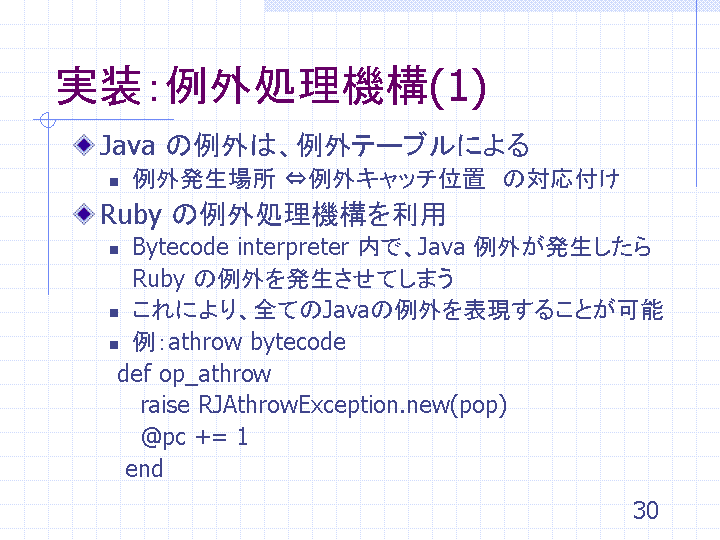 実装：例外処理機構(1)
Java の例外は、例外テーブルによる
例外発生場所 ⇔例外キャッチ位置　の対応付け
Ruby の例外処理機構を利用
Bytecode interpreter 内で、Java 例外が発生したら
Ruby の例外を発生させてしまう
これにより、全てのJavaの例外を表現することが可能
例：athrow bytecode
def op_athrow
raise RJAthrowException.new(pop)
@pc += 1
end
30